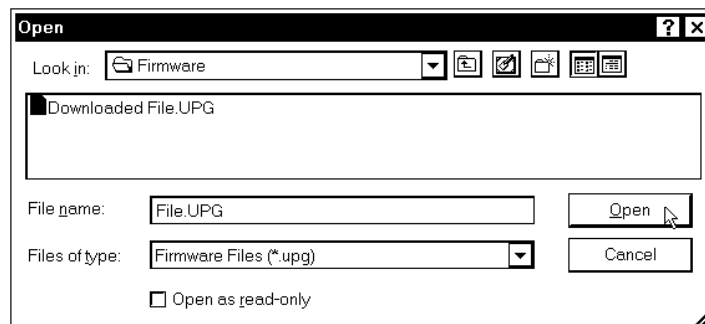 Open
Look in: Firmware
Downloaded File.UPG
File name: File.UPG Open
Files of type: Firmware Files (*.upg) Cancel
Open as read-only